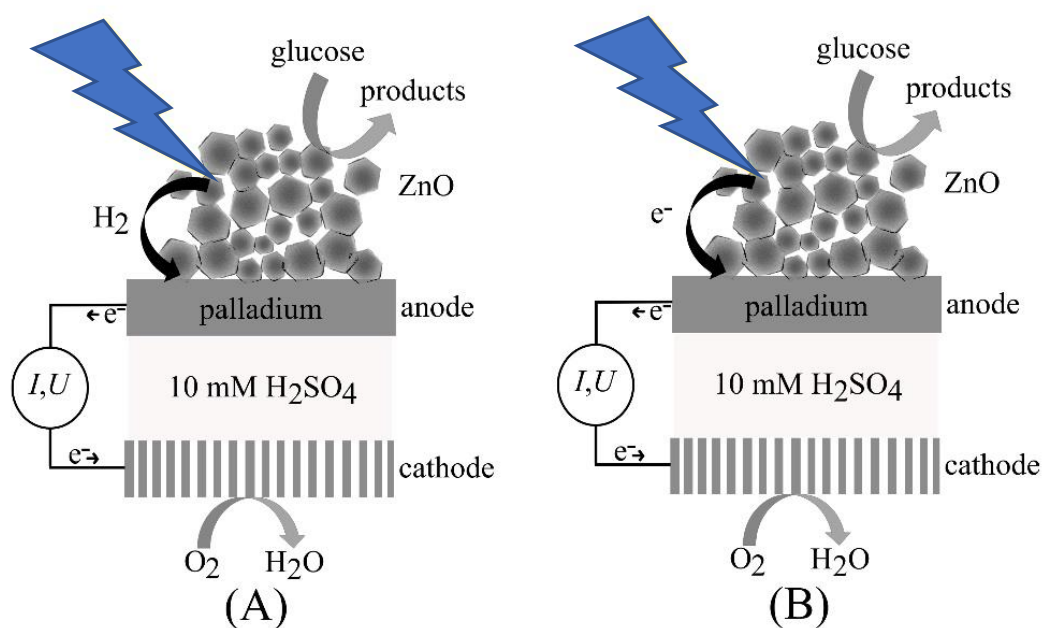 glucose
products
ZnO
H2
palladium
anode
e-
I,U
10 mM H2SO4
e-
cathode
O2
H2O
(A)
glucose
products
ZnO
e-
palladium
anode
e-
I,U
10 mM H2SO4
e-
cathode
O2
H2O
(B)